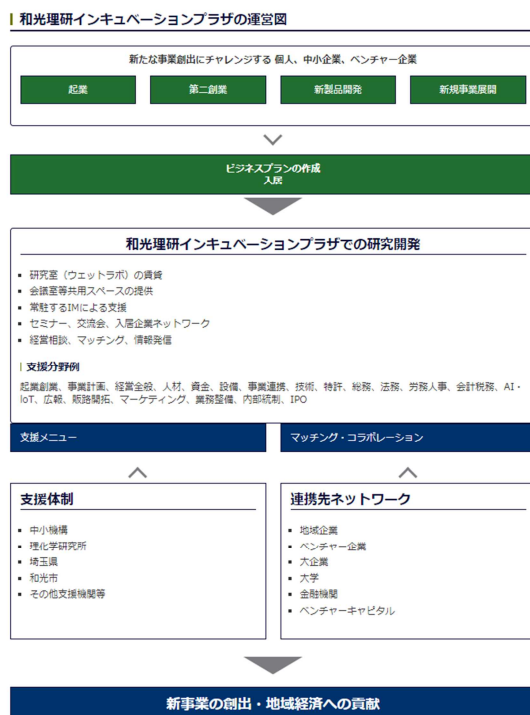 和光理研インキュベーションプラザの運営図
新たな事業創出にチャレンジする 個人、中小企業、ベンチャー企業
起業
第二創業
新製品開発
新規事業展開
ビジネスプランの作成
入居
和光理研インキュベーションプラザでの研究開発
研究室（ウェットラボ）の賃貸
会議室等共用スペースの提供
常駐するIMによる支援
セミナー、交流会、入居企業ネットワーク
経営相談、マッチング、情報発信
支援分野例
起業創業、事業計画、経営全般、人材、資金、設備、事業連携、技術、特許、総務、法務、労務人事、会計税務、AI・
IoT、広報、販路開拓、マーケティング、業務整備、内部統制、IPO
支援メニュー
マッチング・コラボレーション
支援体制
中小機構
理化学研究所
埼玉県
和光市
その他支援機関等
連携先ネットワーク
地域企業
ベンチャー企業
大企業
大学
金融機関
ベンチャーキャピタル
新事業の創出・地域経済への貢献